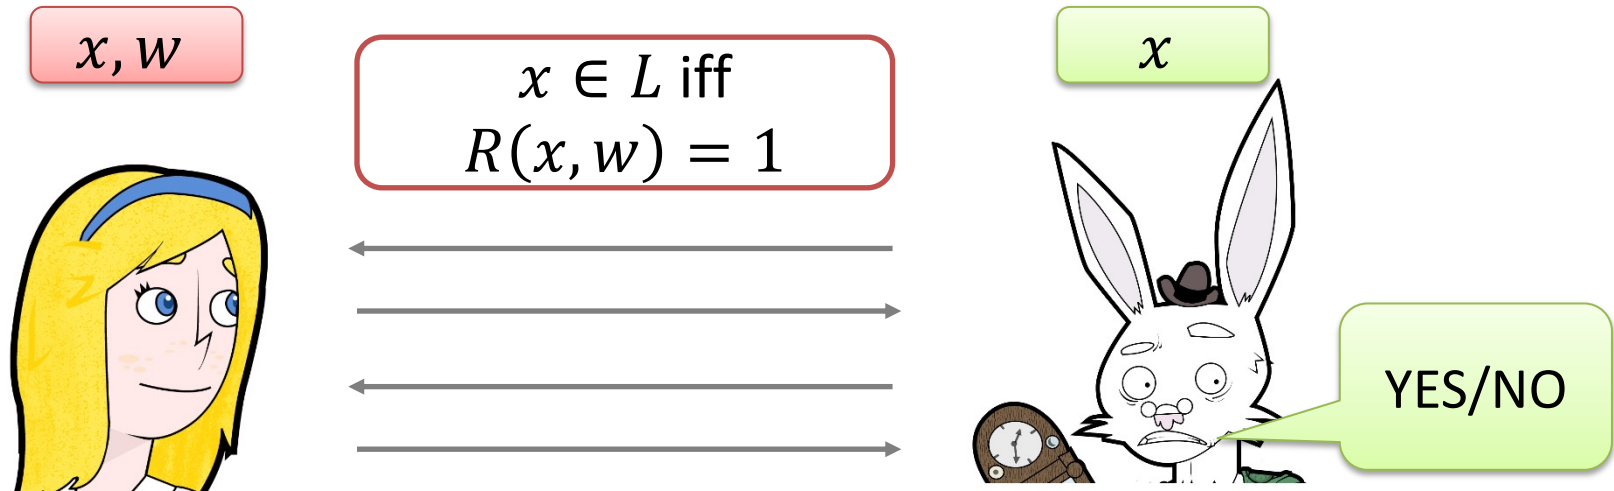 x, w
x ∈ L iff
R(x, w) = 1
x
YES/NO